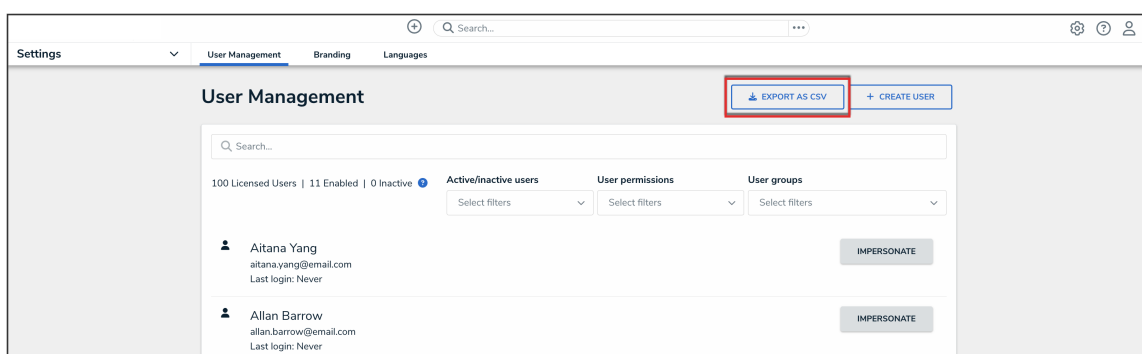 Search...
Settings
User Management Branding Languages
User Management
EXPORT AS CSV
+ CREATE USER
Search...
100 Licensed Users | 11 Enabled | 0 Inactive ?
Active/inactive users User permissions User groups
Select filters Select filters Select filters
Aitana Yang
IMPERSONATE
aitana.yang@email.com
Last login: Never
Allan Barrow
IMPERSONATE
allan.barrow@email.com
Last login: Never